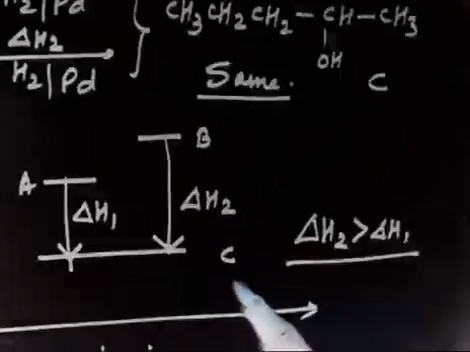 H₂/Pd
ΔH₂
H₂/Pd
CH₃CH₂CH₂-CH-CH₃
OH
Same.
C
B
A
ΔH₁
ΔH₂
C
ΔH₂>ΔH₁